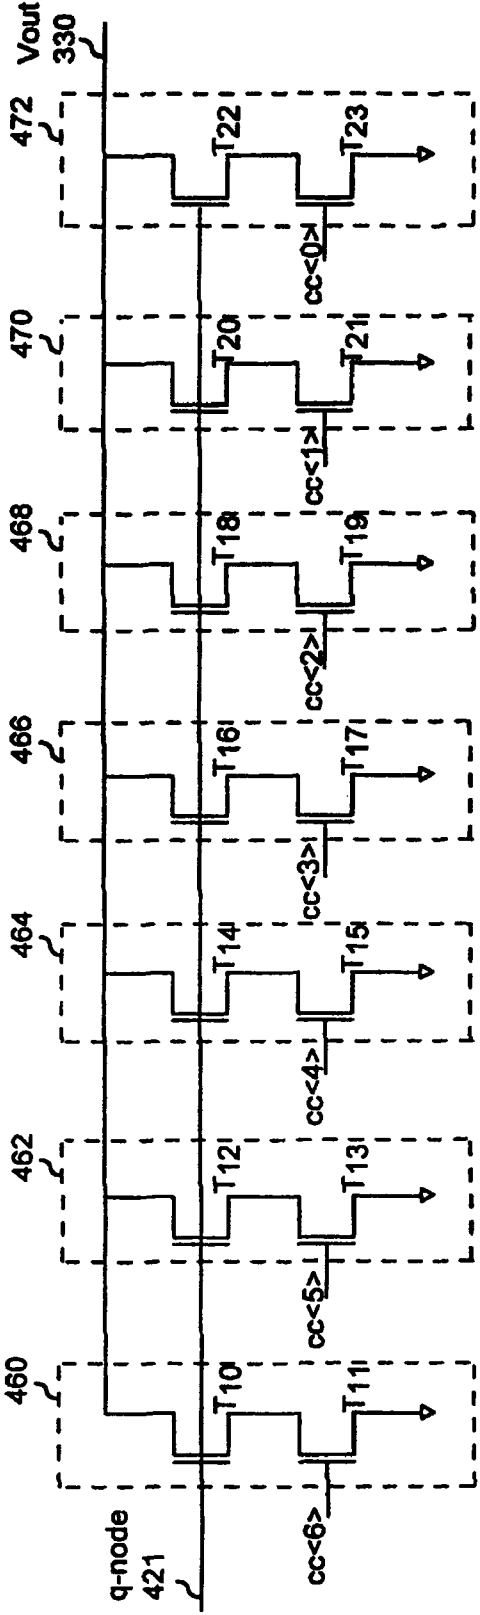 Vout
330
472
T22
T23
cc<0>
470
T20
T21
cc<1>
468
T18
T19
cc<2>
466
T16
T17
cc<3>
464
T14
T15
cc<4>
462
T12
T13
cc<5>
460
T10
T11
cc<6>
q-node
421